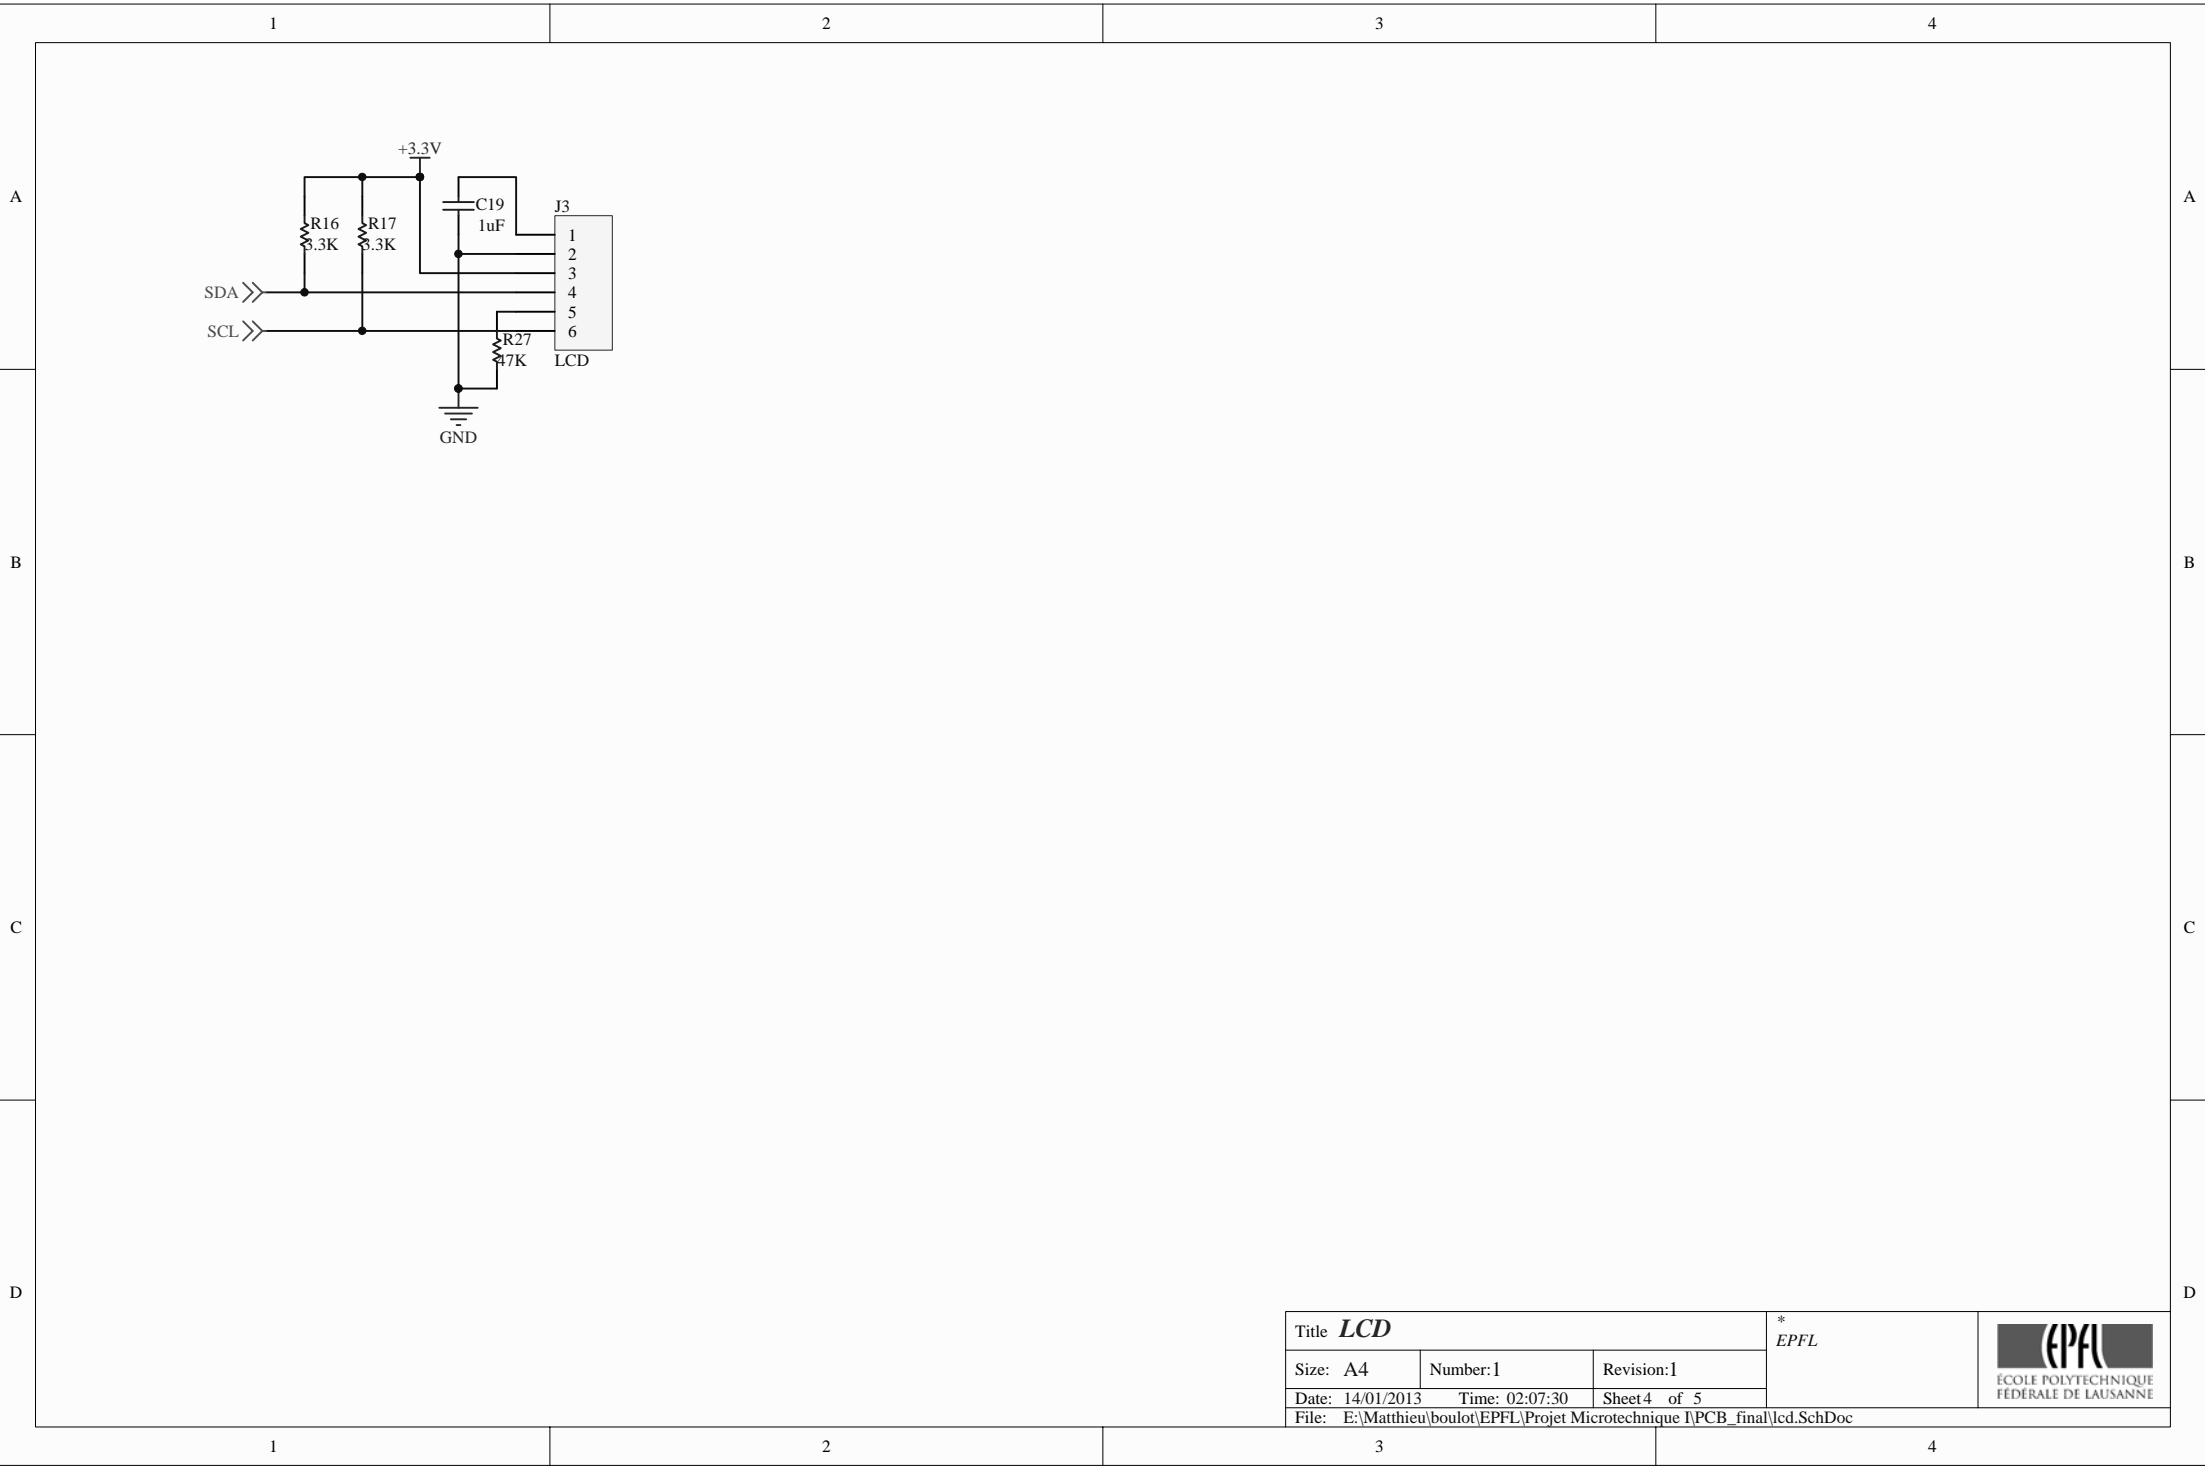 1 2 3 4
A A
+3.3V
C19
1uF
J3
R16
3.3K
R17
3.3K
1
2
3
4
5
6
SDA
SCL
R27
47K
LCD
GND
B B
C C
D D
Title LCD
*
EPFL
Size: A4 Number:1 Revision:1
Date: 14/01/2013 Time: 02:07:30 Sheet 4 of 5
File: E:\Matthieu\boulot\EPFL\Projet Microtechnique I\PCB_final\lcd.SchDoc
EPFL
ÉCOLE POLYTECHNIQUE
FÉDÉRALE DE LAUSANNE
1 2 3 4